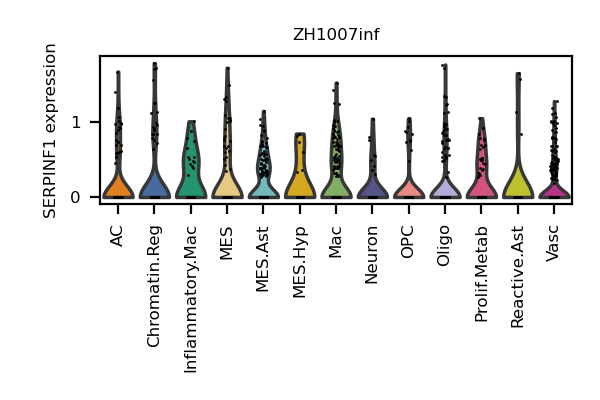 ZH1007inf
SERPINF1 expression
1
0
AC
Chromatin.Reg
Inflammatory.Mac
MES
MES.Ast
MES.Hyp
Mac
Neuron
OPC
Oligo
Prolif.Metab
Reactive.Ast
Vasc